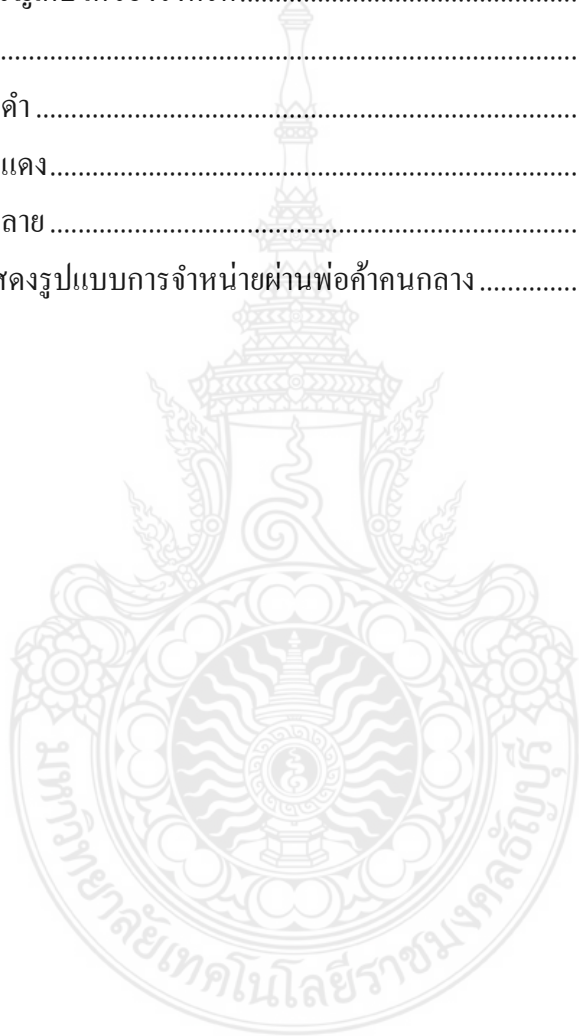 ....................................................
....................................................................................
ดำ ..............................................................................
แดง............................................................................
ลาย ............................................................................
สดงรูปแบบการจำหน่ายผ่านพ่อค้าคนกลาง ..............
มหาวิทยาลัยเทคโนโลยีราชมงคลธัญบุรี